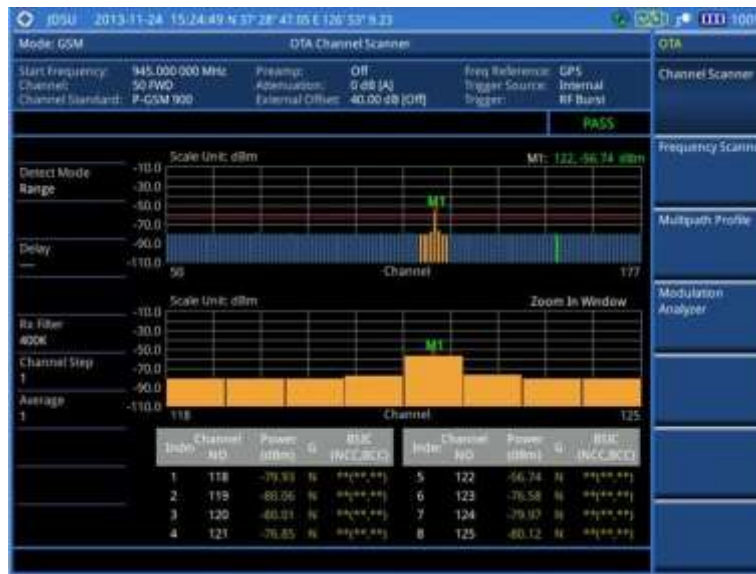 JDSU 2013-11-24 15:24:49 N 37° 28' 47.05 E 126° 53' 9.23 100
Mode: GSM OTA Channel Scanner
Start Frequency: 945.000 000 MHz Preamp: Off Freq Reference: GPS
Channel: 50 FWD Attenuation: 0 dB [A] Trigger Source: Internal
Channel Standard: P-GSM 900 External Offset: 40.00 dB [Off] Trigger: RF Burst
PASS
Detect Mode
Range
Delay
—
Rx Filter
400K
Channel Step
1
Average
1
Scale Unit: dBm M1: 122, -56.74 dBm
-10.0
-30.0
-50.0
-70.0
-90.0
-110.0
M1
50 Channel 177
Scale Unit: dBm Zoom In Window
-10.0
-30.0
-50.0
-70.0
-90.0
-110.0
M1
118 Channel 125
Index Channel NO Power (dBm) G BSIC (NCC,BCC) Index Channel NO Power (dBm) G BSIC (NCC,BCC)
1 118 -79.93 N **(**,**) 5 122 -56.74 N **(**,**)
2 119 -80.06 N **(**,**) 6 123 -76.58 N **(**,**)
3 120 -80.01 N **(**,**) 7 124 -79.97 N **(**,**)
4 121 -76.85 N **(**,**) 8 125 -80.12 N **(**,**)
OTA
Channel Scanner
Frequency Scanne
Multipath Profile
Modulation
Analyzer